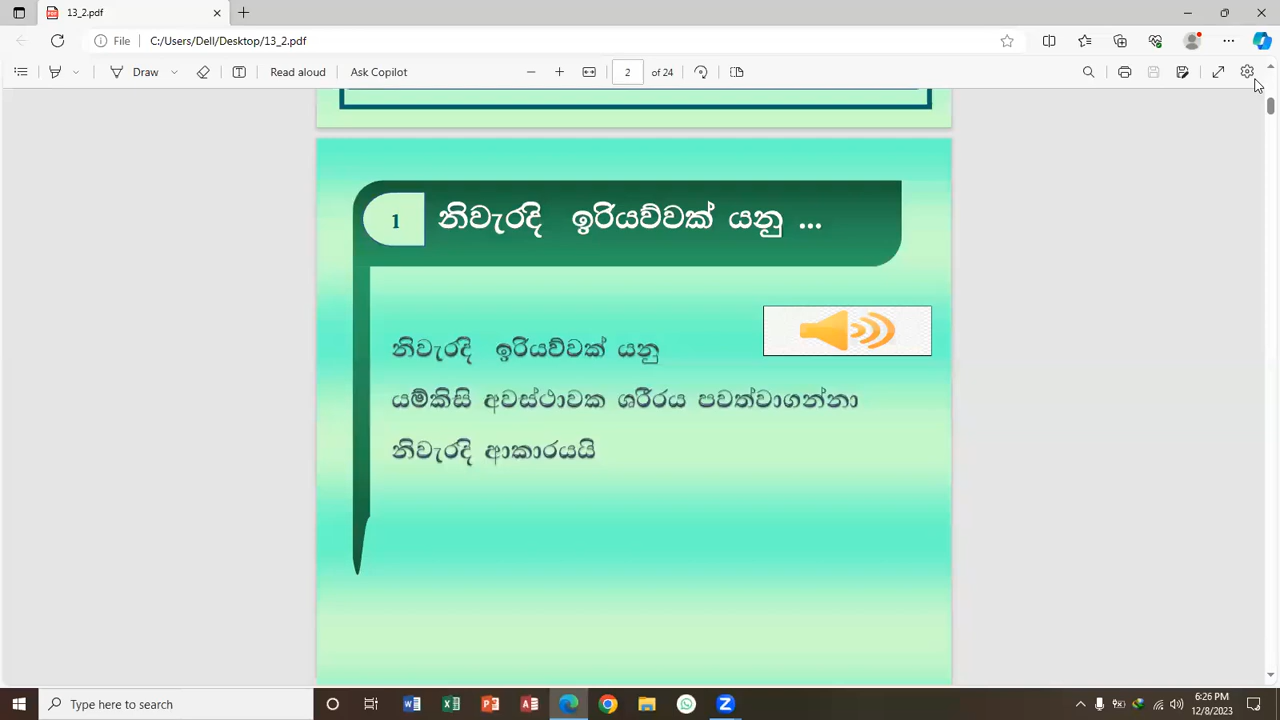 13_2.pdf
File C:/Users/Dell/Desktop/13_2.pdf
Draw Read aloud Ask Copilot 2 of 24
1 නිවැරදි ඉරියව්වක් යනු ...
නිවැරදි ඉරියව්වක් යනු
යම්කිසි අවස්ථාවක ශරීරය පවත්වාගන්නා
නිවැරදි ආකාරයයි
Type here to search
6:26 PM
12/8/2023